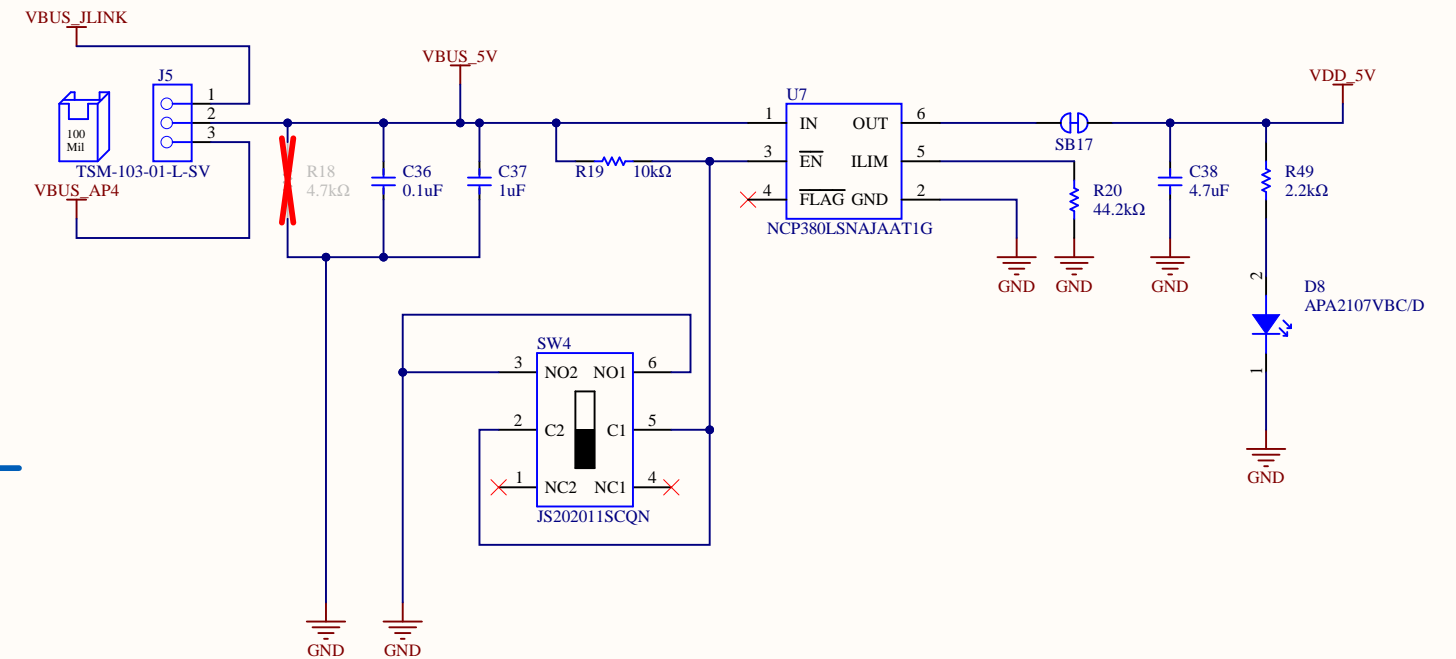 VBUS_JLINK
J5
1
2
3
100
Mil
TSM-103-01-L-SV
VBUS_AP4
VBUS_5V
R18
4.7kΩ
C36
0.1uF
C37
1uF
R19
10kΩ
U7
1
IN
OUT
6
3
EN
ILIM
5
4
FLAG
GND
2
NCP380LSNAJAAT1G
SB17
VDD_5V
R20
44.2kΩ
C38
4.7uF
R49
2.2kΩ
GND
GND
GND
2
D8
APA2107VBC/D
1
GND
SW4
3
NO2
NO1
6
2
C2
C1
5
1
NC2
NC1
4
JS202011SCQN
GND
GND